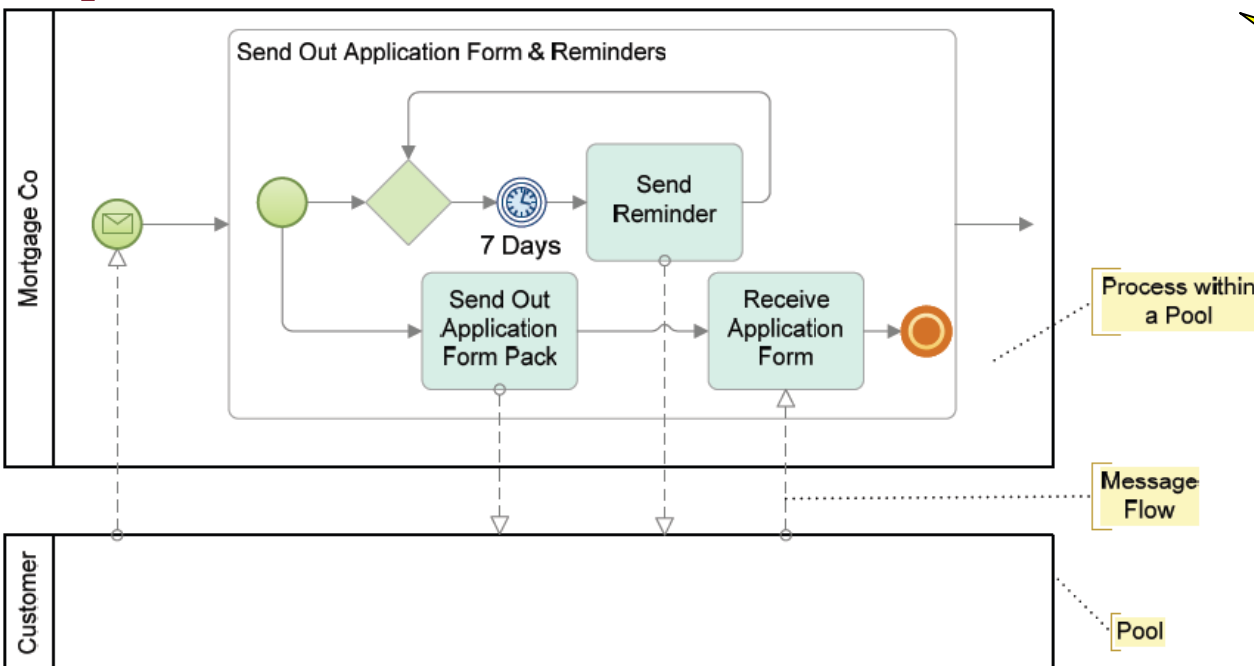 Send Out Application Form & Reminders
Mortgage Co
Send
Reminder
7 Days
Send Out
Application
Form Pack
Receive
Application
Form
Process within
a Pool
Message
Flow
Customer
Pool